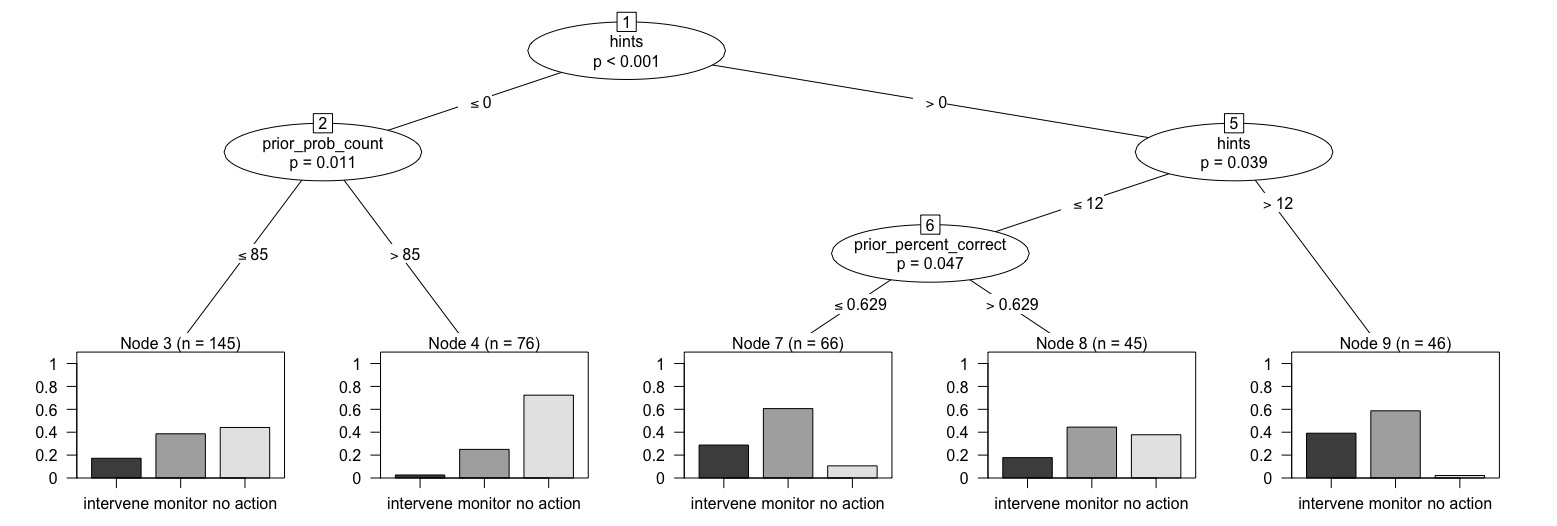 1
hints
p < 0.001
≤ 0
> 0
2
prior_prob_count
p = 0.011
5
hints
p = 0.039
≤ 12
> 12
6
prior_percent_correct
p = 0.047
≤ 85
> 85
≤ 0.629
> 0.629
Node 3 (n = 145)
1
0.8
0.6
0.4
0.2
0
intervene monitor no action
Node 4 (n = 76)
1
0.8
0.6
0.4
0.2
0
intervene monitor no action
Node 7 (n = 66)
1
0.8
0.6
0.4
0.2
0
intervene monitor no action
Node 8 (n = 45)
1
0.8
0.6
0.4
0.2
0
intervene monitor no action
Node 9 (n = 46)
1
0.8
0.6
0.4
0.2
0
intervene monitor no action